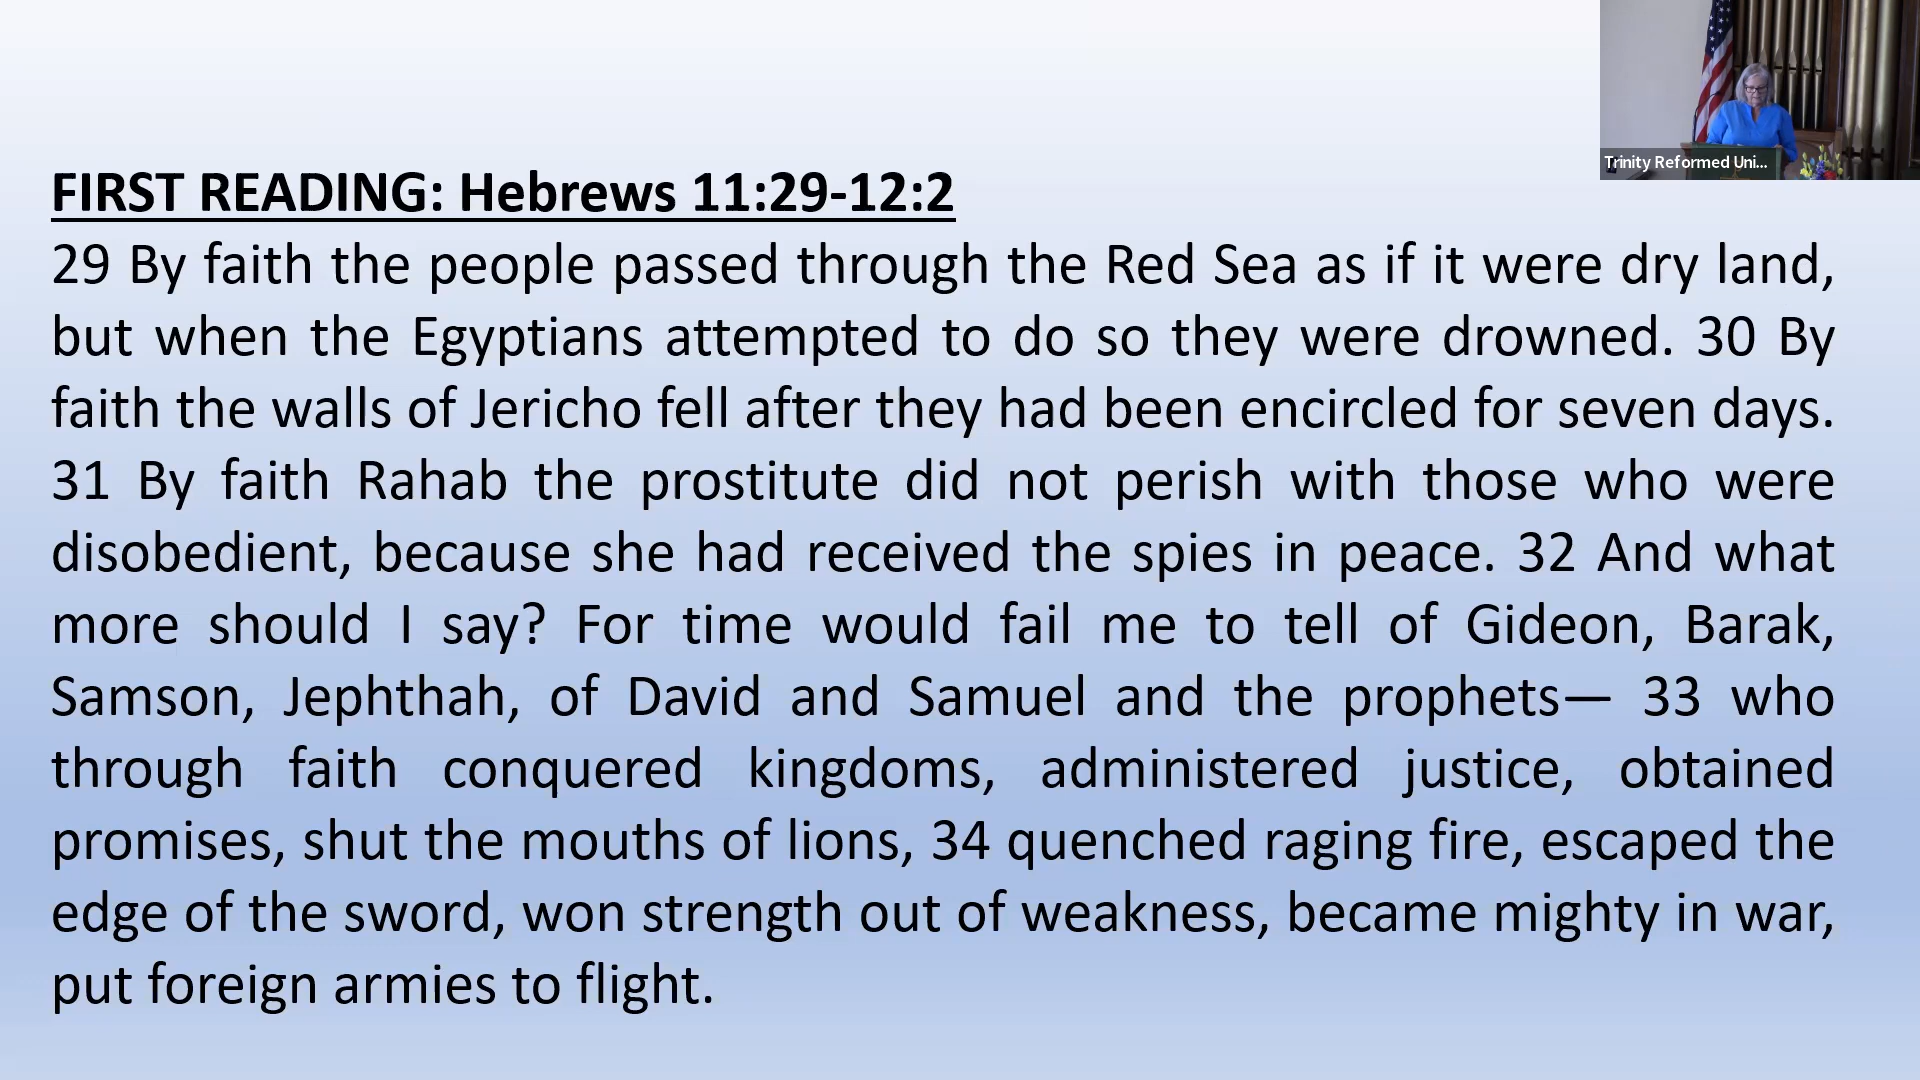 Trinity Reformed Uni...
FIRST READING: Hebrews 11:29-12:2
29 By faith the people passed through the Red Sea as if it were dry land,
but when the Egyptians attempted to do so they were drowned. 30 By
faith the walls of Jericho fell after they had been encircled for seven days.
31 By faith Rahab the prostitute did not perish with those who were
disobedient, because she had received the spies in peace. 32 And what
more should I say? For time would fail me to tell of Gideon, Barak,
Samson, Jephthah, of David and Samuel and the prophets— 33 who
through faith conquered kingdoms, administered justice, obtained
promises, shut the mouths of lions, 34 quenched raging fire, escaped the
edge of the sword, won strength out of weakness, became mighty in war,
put foreign armies to flight.